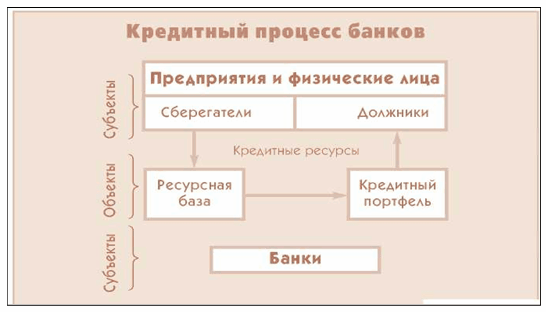 Кредитный процесс банков
Предприятия и физические лица
Сберегатели
Должники
Субъекты
Кредитные ресурсы
Объекты
Ресурсная
база
Кредитный
портфель
Субъекты
Банки